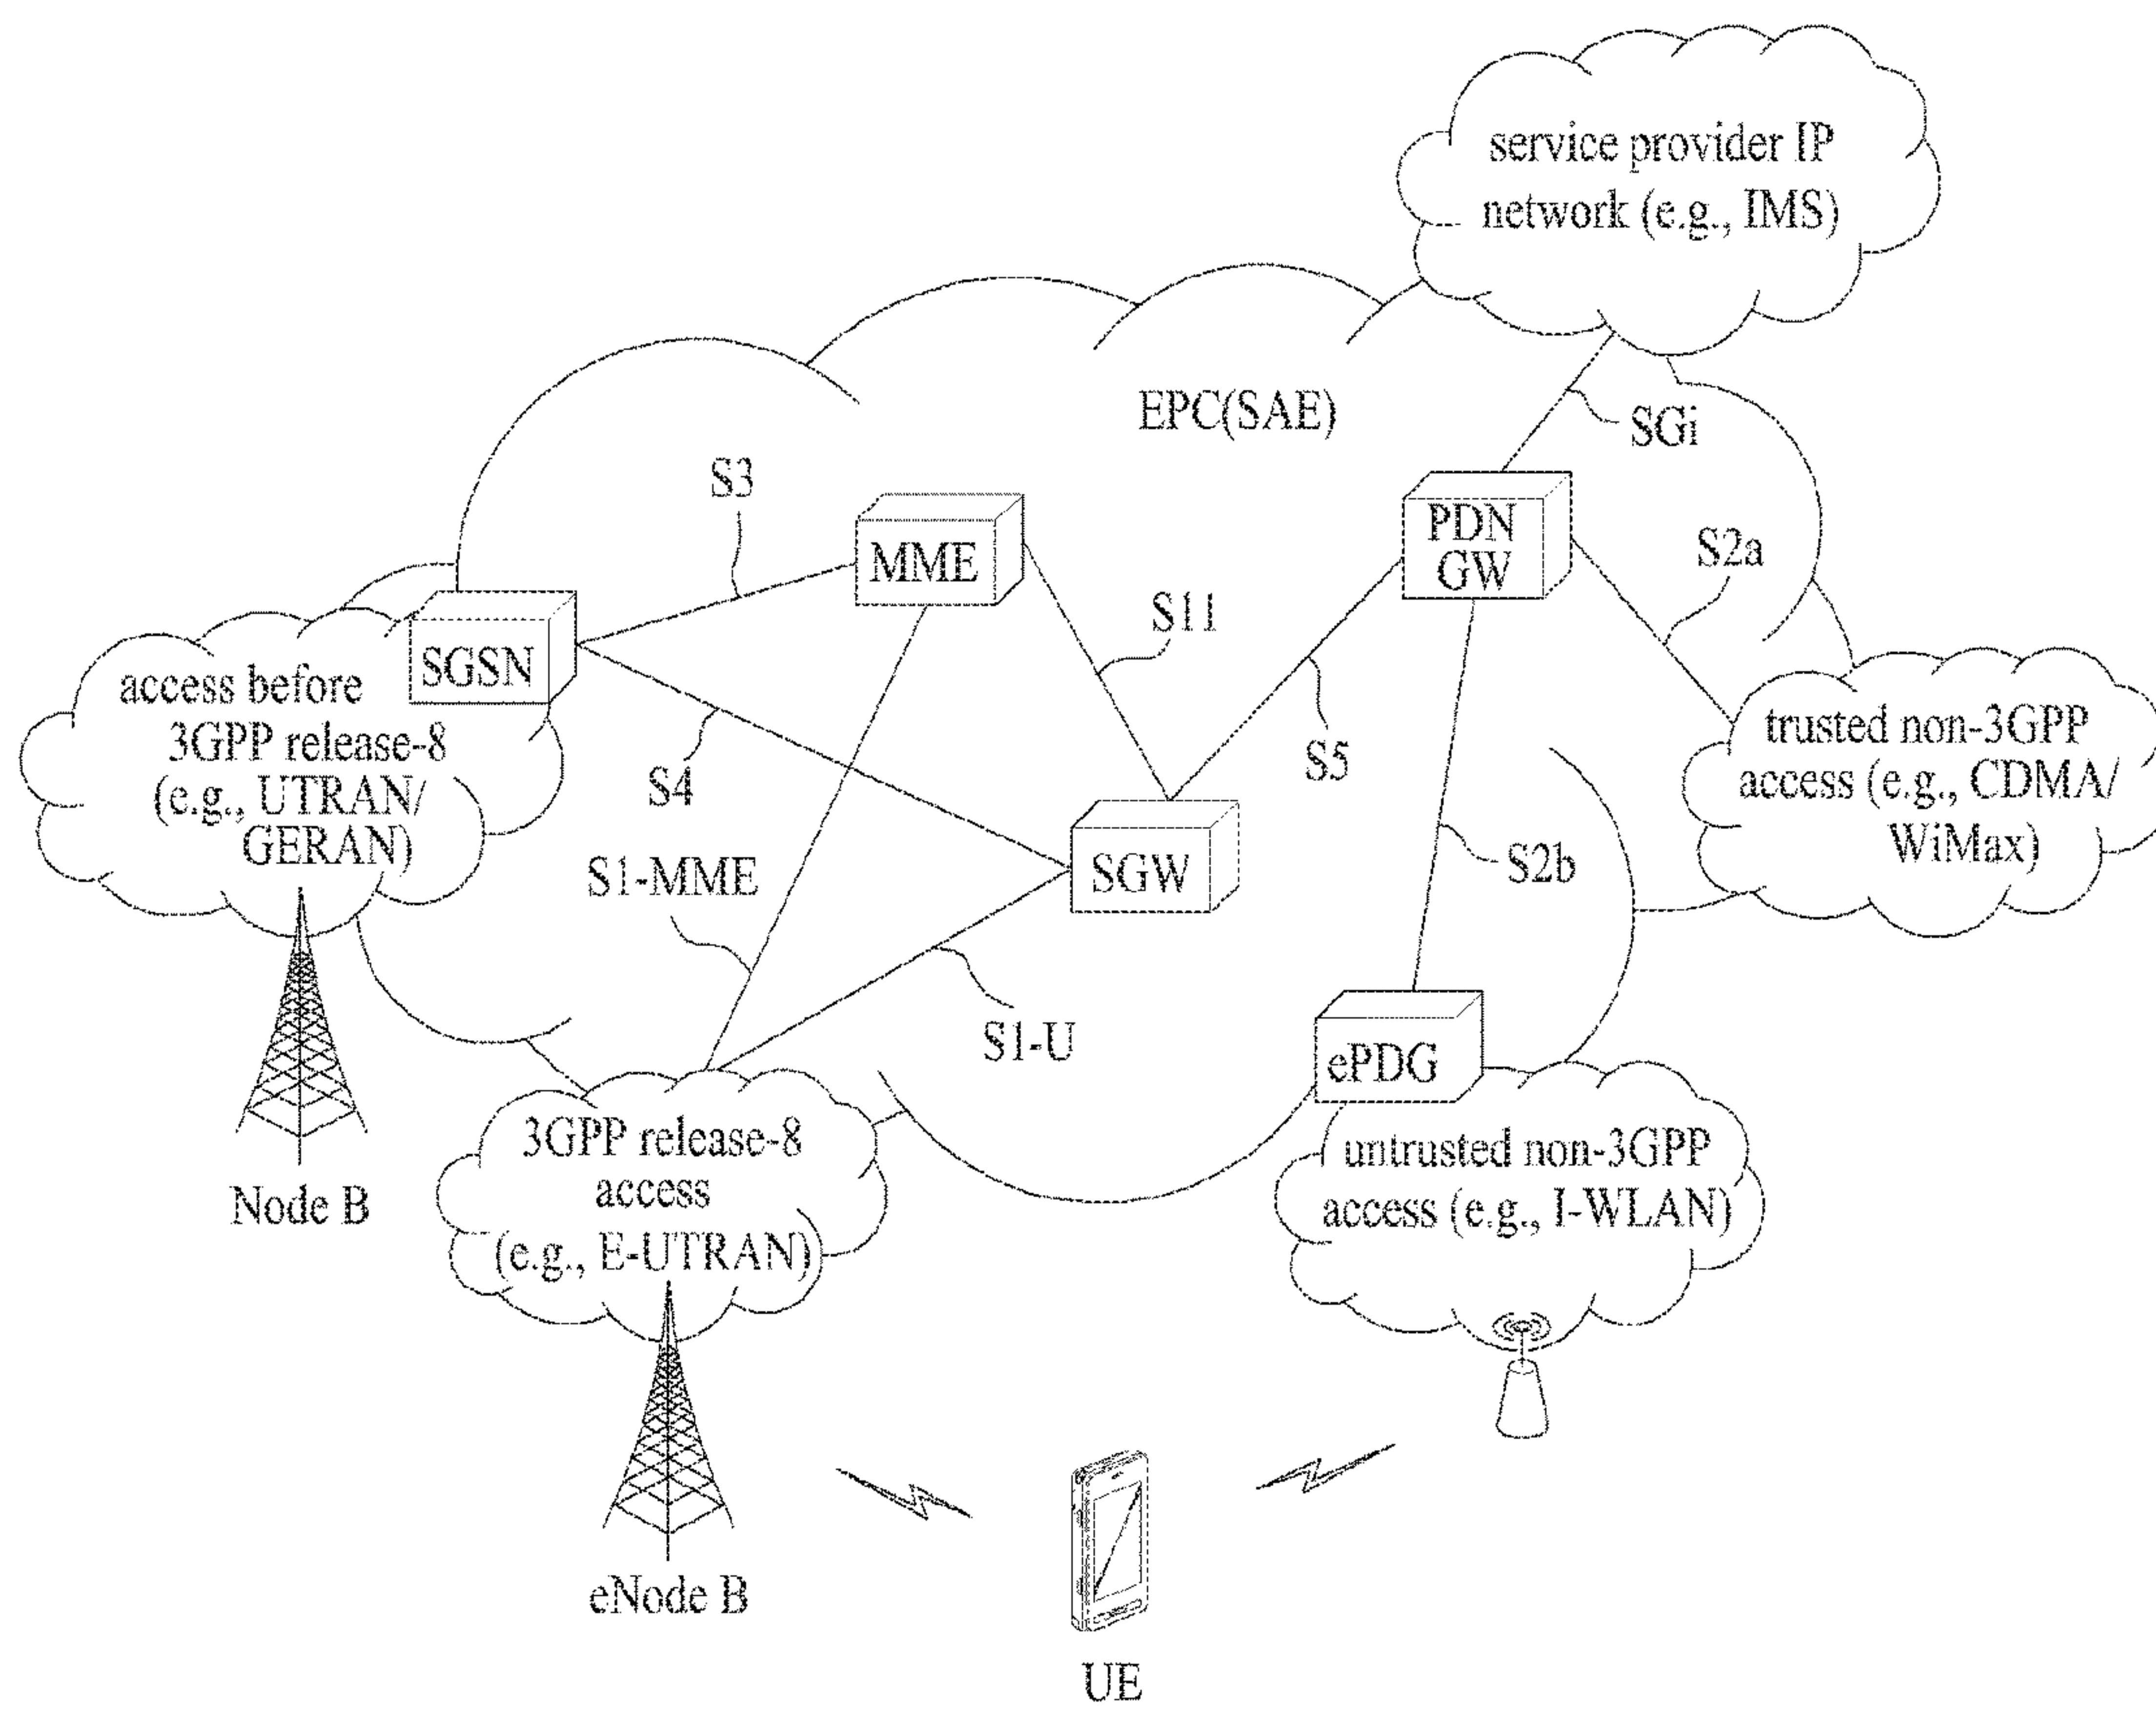 service provider IP
network (e.g., IMS)
EPC(SAE)
SGi
S3
MME
PDN
GW
S2a
S11
SGSN
access before
3GPP release-8
(e.g., UTRAN/
GERAN)
S4
S5
trusted non-3GPP
access (e.g., CDMA/
WiMax)
S1-MME
SGW
S2b
S1-U
ePDG
3GPP release-8
access
(e.g., E-UTRAN)
untrusted non-3GPP
access (e.g., I-WLAN)
Node B
eNode B
UE